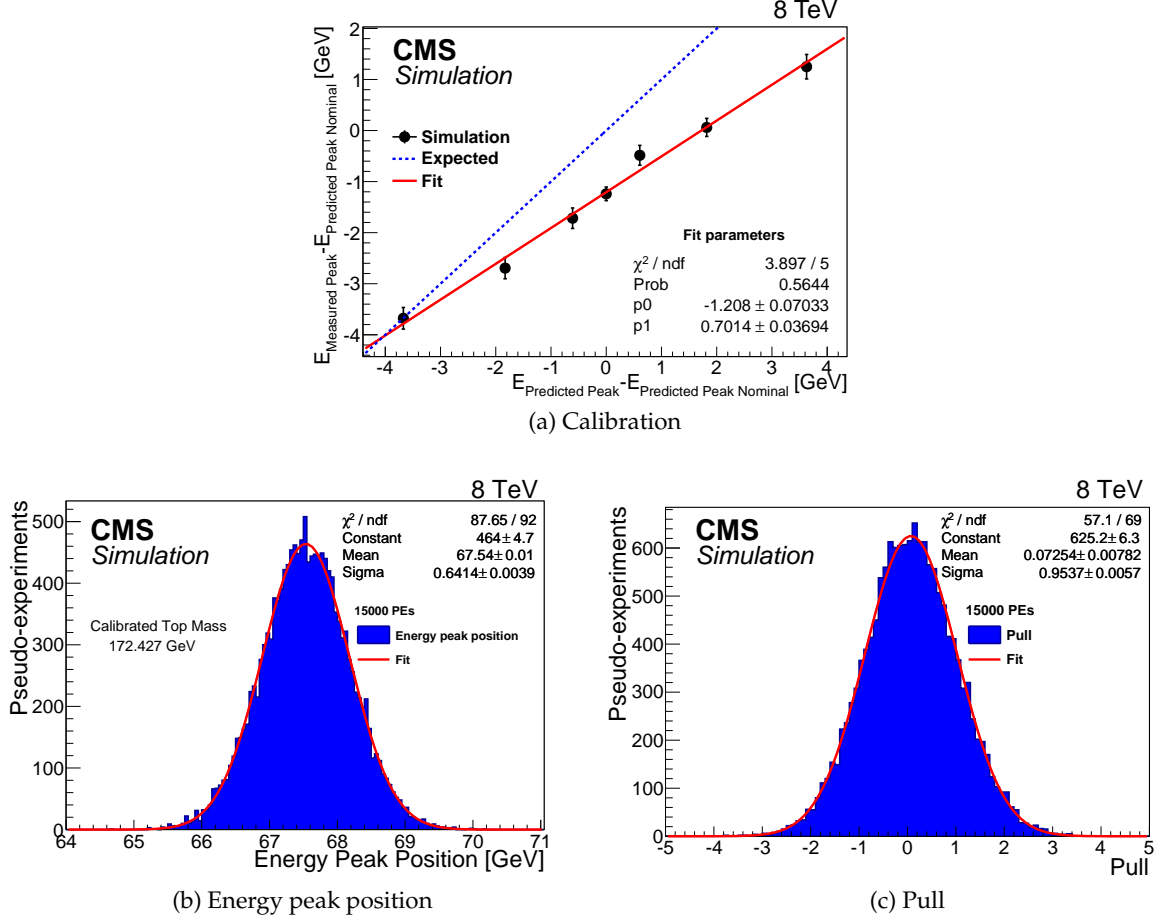 8 TeV
CMS
Simulation
Simulation
Expected
Fit
Fit parameters
χ² / ndf 3.897 / 5
Prob 0.5644
p0 -1.208 ± 0.07033
p1 0.7014 ± 0.03694
E_Measured Peak-E_Predicted Peak Nominal [GeV]
2
1
0
-1
-2
-3
-4
-4 -3 -2 -1 0 1 2 3 4
E_Predicted Peak-E_Predicted Peak Nominal [GeV]
(a) Calibration
8 TeV
CMS
Simulation
χ² / ndf 87.65 / 92
Constant 464± 4.7
Mean 67.54± 0.01
Sigma 0.6414± 0.0039
15000 PEs
Energy peak position
Fit
Calibrated Top Mass
172.427 GeV
Pseudo-experiments
500
400
300
200
100
0
64 65 66 67 68 69 70 71
Energy Peak Position [GeV]
(b) Energy peak position
8 TeV
CMS
Simulation
χ² / ndf 57.1 / 69
Constant 625.2± 6.3
Mean 0.07254± 0.00782
Sigma 0.9537± 0.0057
15000 PEs
Pull
Fit
Pseudo-experiments
600
500
400
300
200
100
0
-5 -4 -3 -2 -1 0 1 2 3 4 5
Pull
(c) Pull